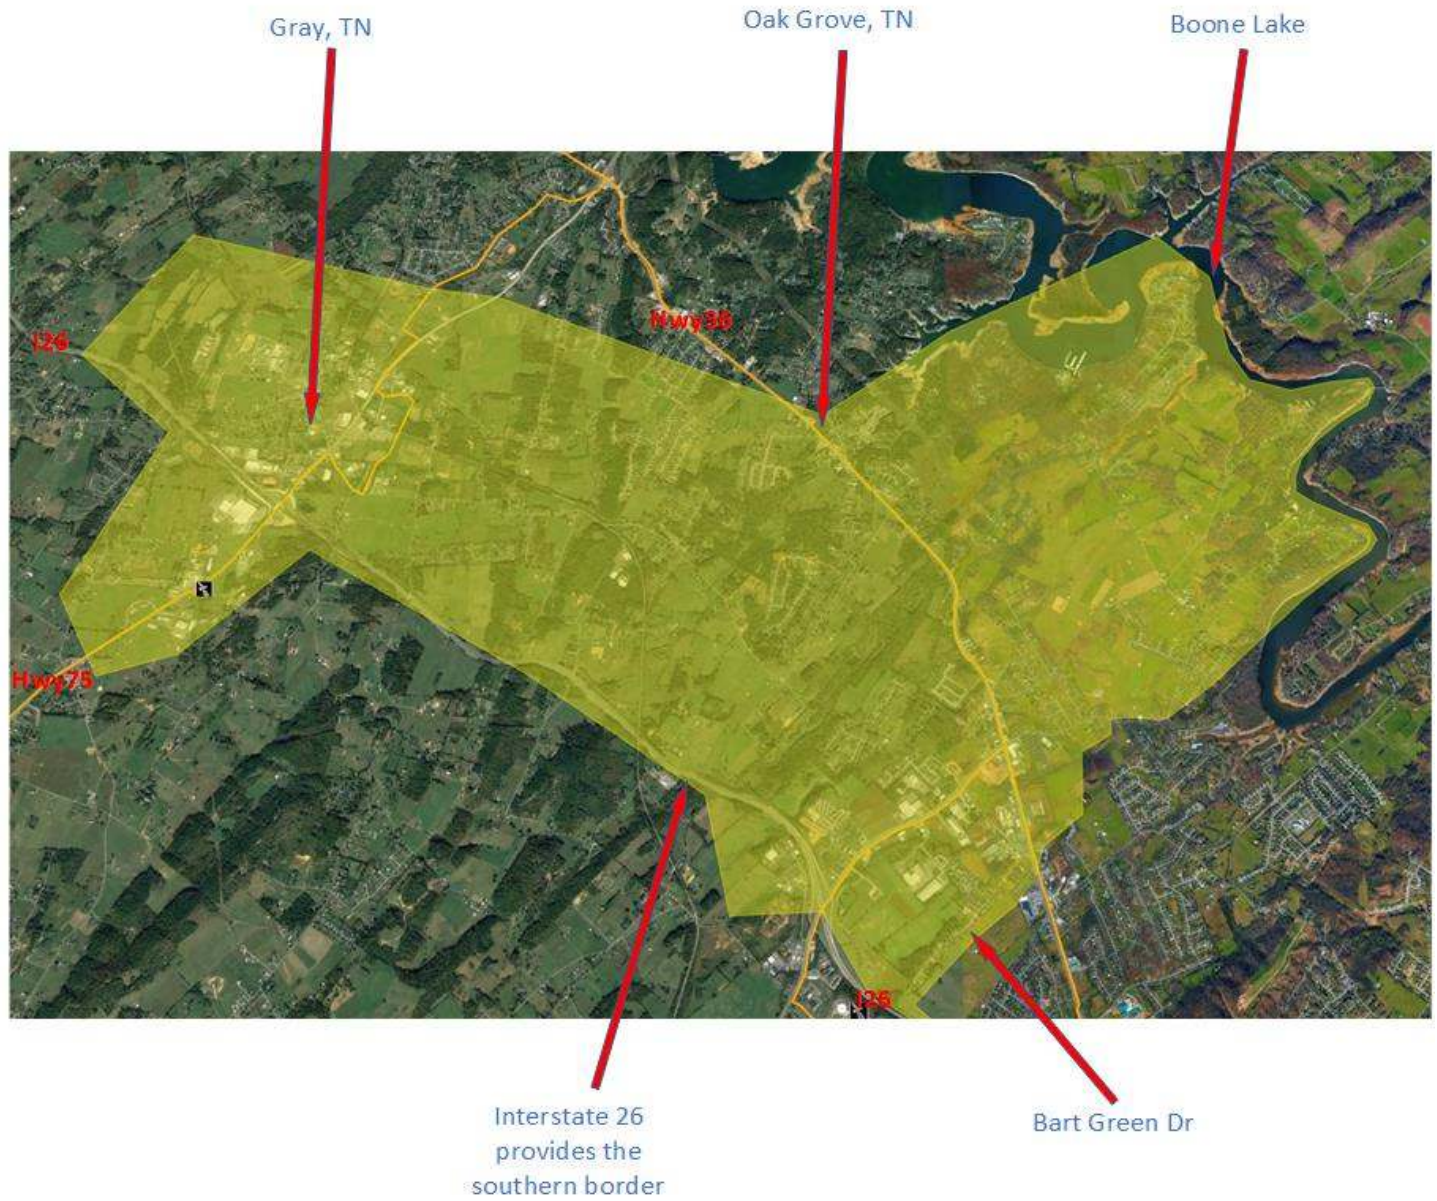 Gray, TN
Oak Grove, TN
Boone Lake
I26
Hwy36
Hwy75
I26
Interstate 26
provides the
southern border
Bart Green Dr